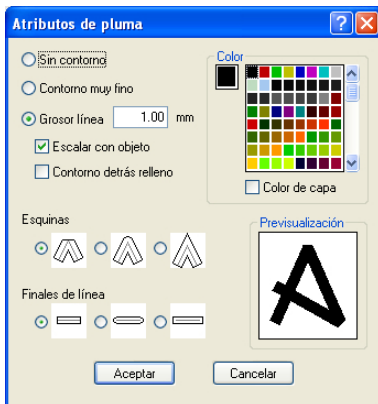 Atributos de pluma
Sin contorno
Contorno muy fino
Grosor línea 1.00 mm
Escalar con objeto
Contorno detrás relleno
Color
Color de capa
Esquinas
Finales de línea
Previsualización
Aceptar
Cancelar